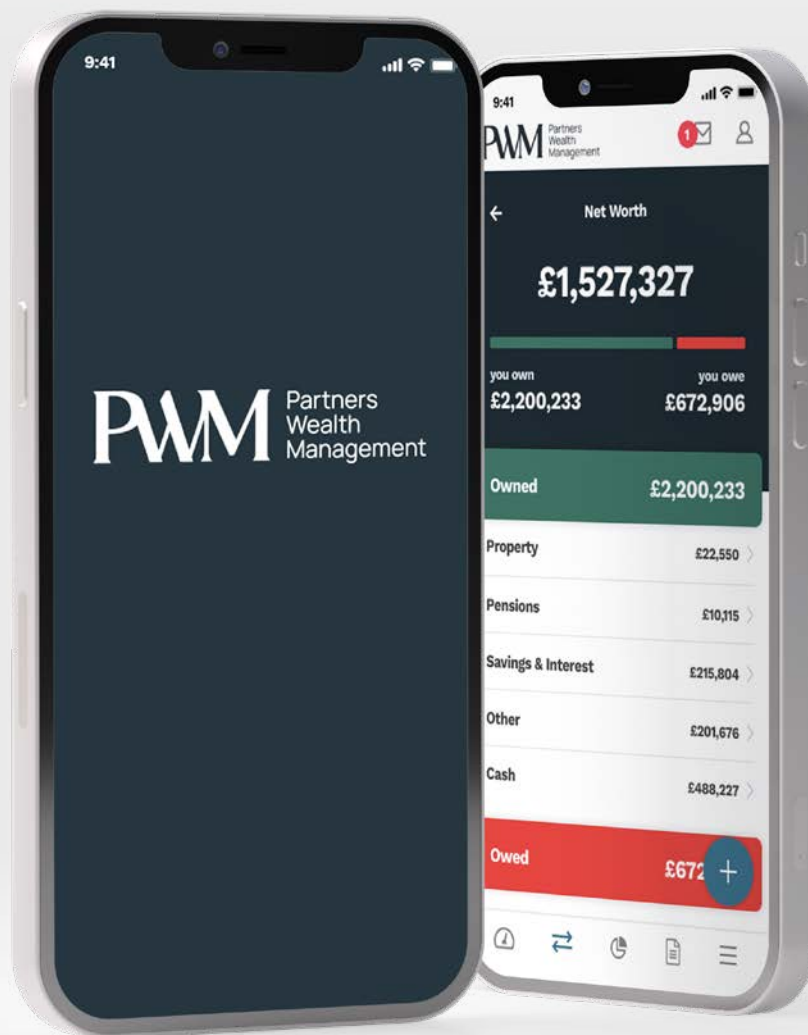 9:41
PWM
Partners
Wealth
Management
9:41
PWM
Partners
Wealth
Management
1
Net Worth
£1,527,327
you own
you owe
£2,200,233
£672,906
Owned
£2,200,233
Property
£22,550
Pensions
£10,115
Savings & Interest
£215,804
Other
£201,676
Cash
£488,227
Owed
£672